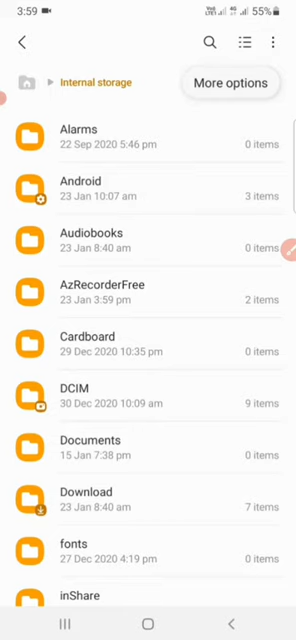 3:59
VoLTE1 4G 55%
Internal storage
More options
Alarms
22 Sep 2020 5:46 pm 0 items
Android
23 Jan 10:07 am 3 items
Audiobooks
23 Jan 8:40 am 0 items
AzRecorderFree
23 Jan 3:59 pm 2 items
Cardboard
29 Dec 2020 10:35 pm 0 items
DCIM
30 Dec 2020 10:09 am 9 items
Documents
15 Jan 7:38 pm 0 items
Download
23 Jan 8:40 am 7 items
fonts
27 Dec 2020 4:19 pm 0 items
inShare